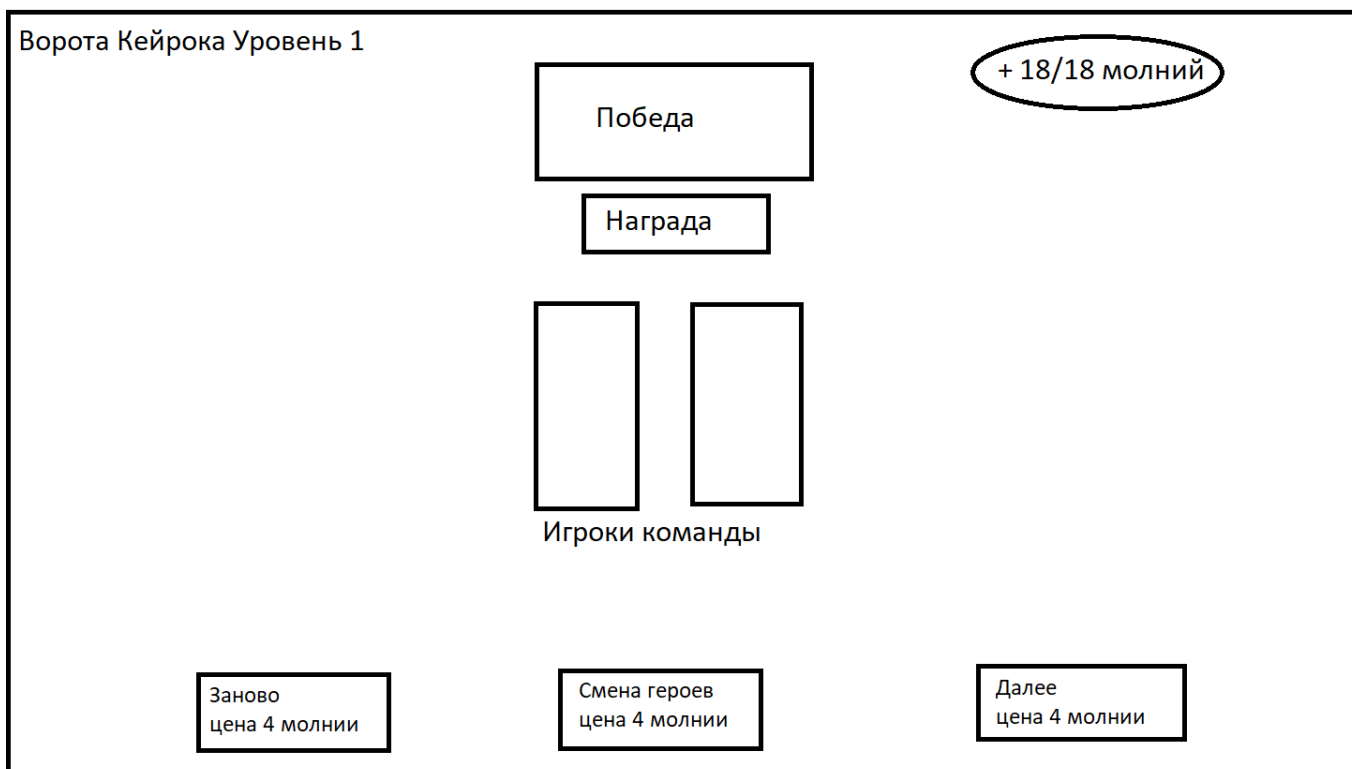 Ворота Кейрока Уровень 1
+ 18/18 молний
Победа
Награда
Игроки команды
Заново
цена 4 молнии
Смена героев
цена 4 молнии
Далее
цена 4 молнии